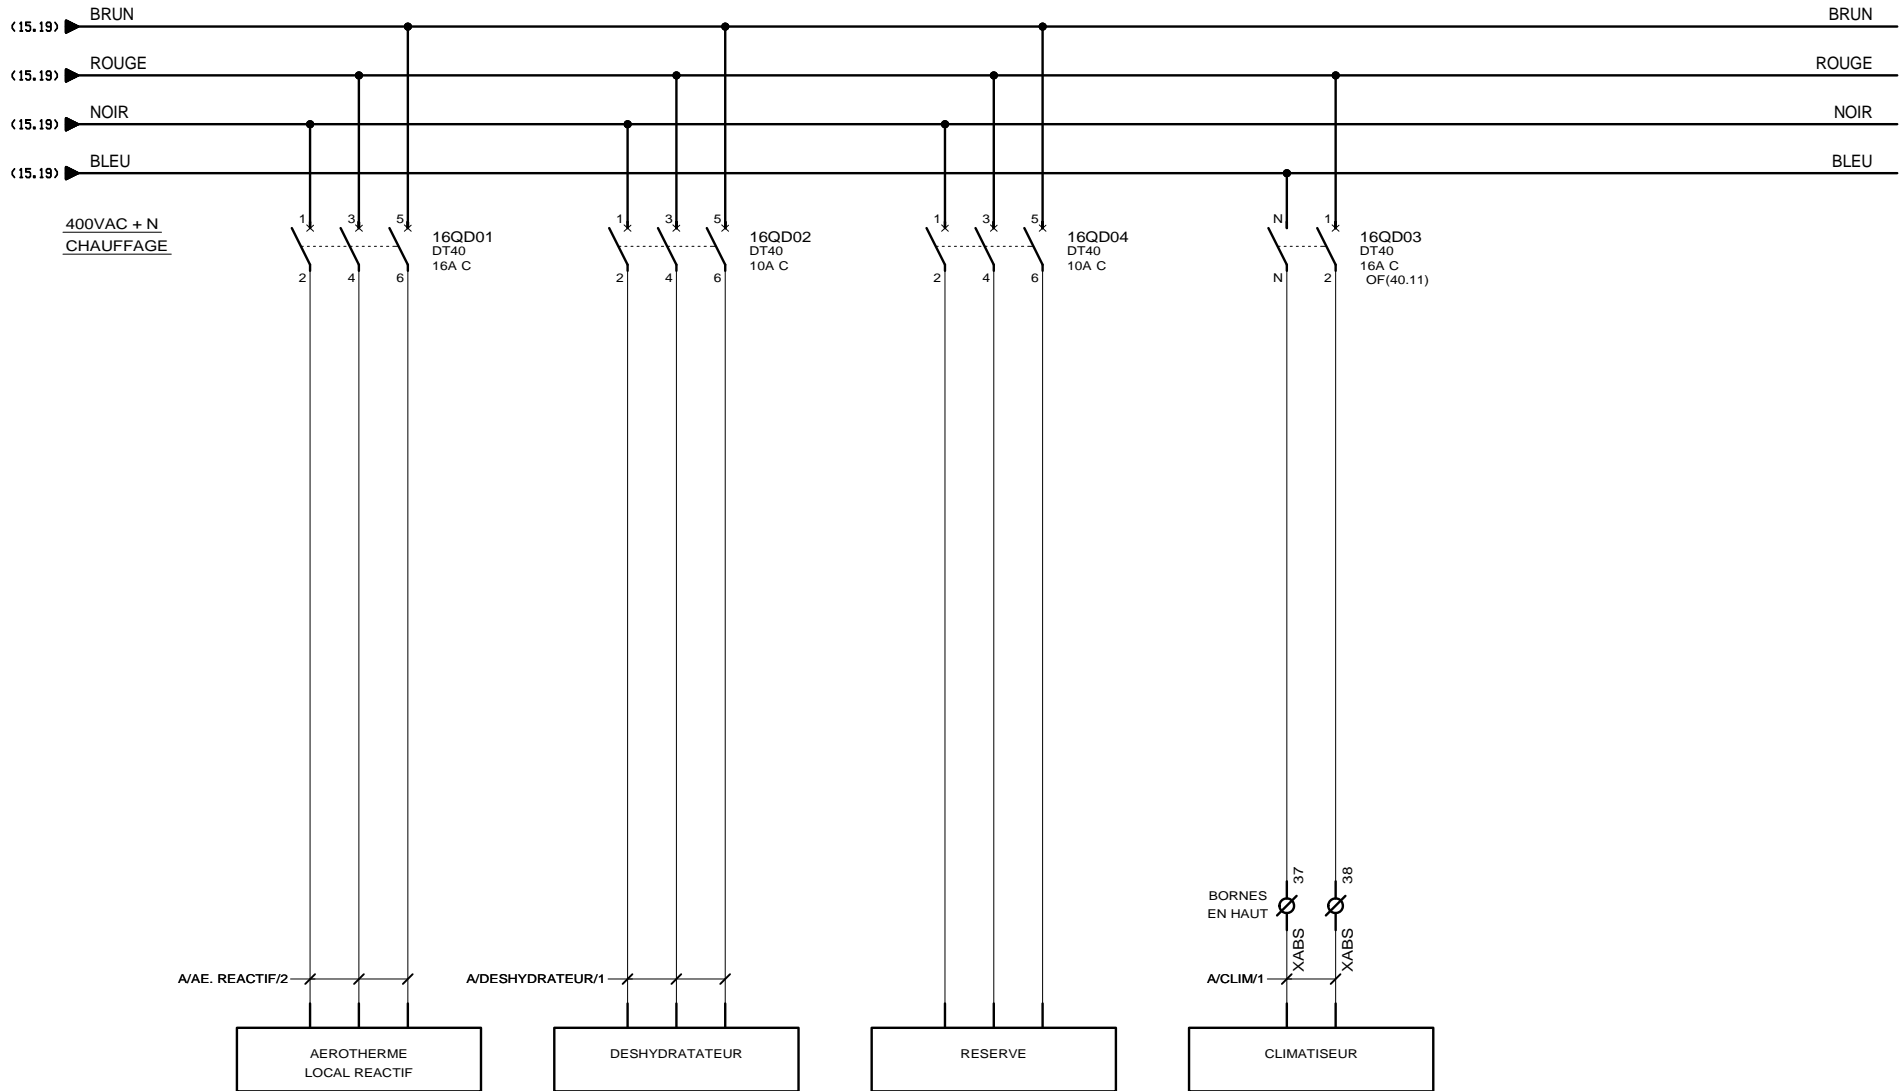 (15.19) BRUN BRUN
(15.19) ROUGE ROUGE
(15.19) NOIR NOIR
(15.19) BLEU BLEU
400VAC + N
CHAUFFAGE
1 3 5
16QD01
DT40
16A C
2 4 6
1 3 5
16QD02
DT40
10A C
2 4 6
1 3 5
16QD04
DT40
10A C
2 4 6
N 1
16QD03
DT40
16A C
OF(40.11)
N 2
37 38
BORNES
EN HAUT
XABS XABS
A/AE. REACTIF/2
A/DESHYDRATEUR/1
A/CLIM/1
AEROTHERME
LOCAL REACTIF
DESHYDRATATEUR
RESERVE
CLIMATISEUR